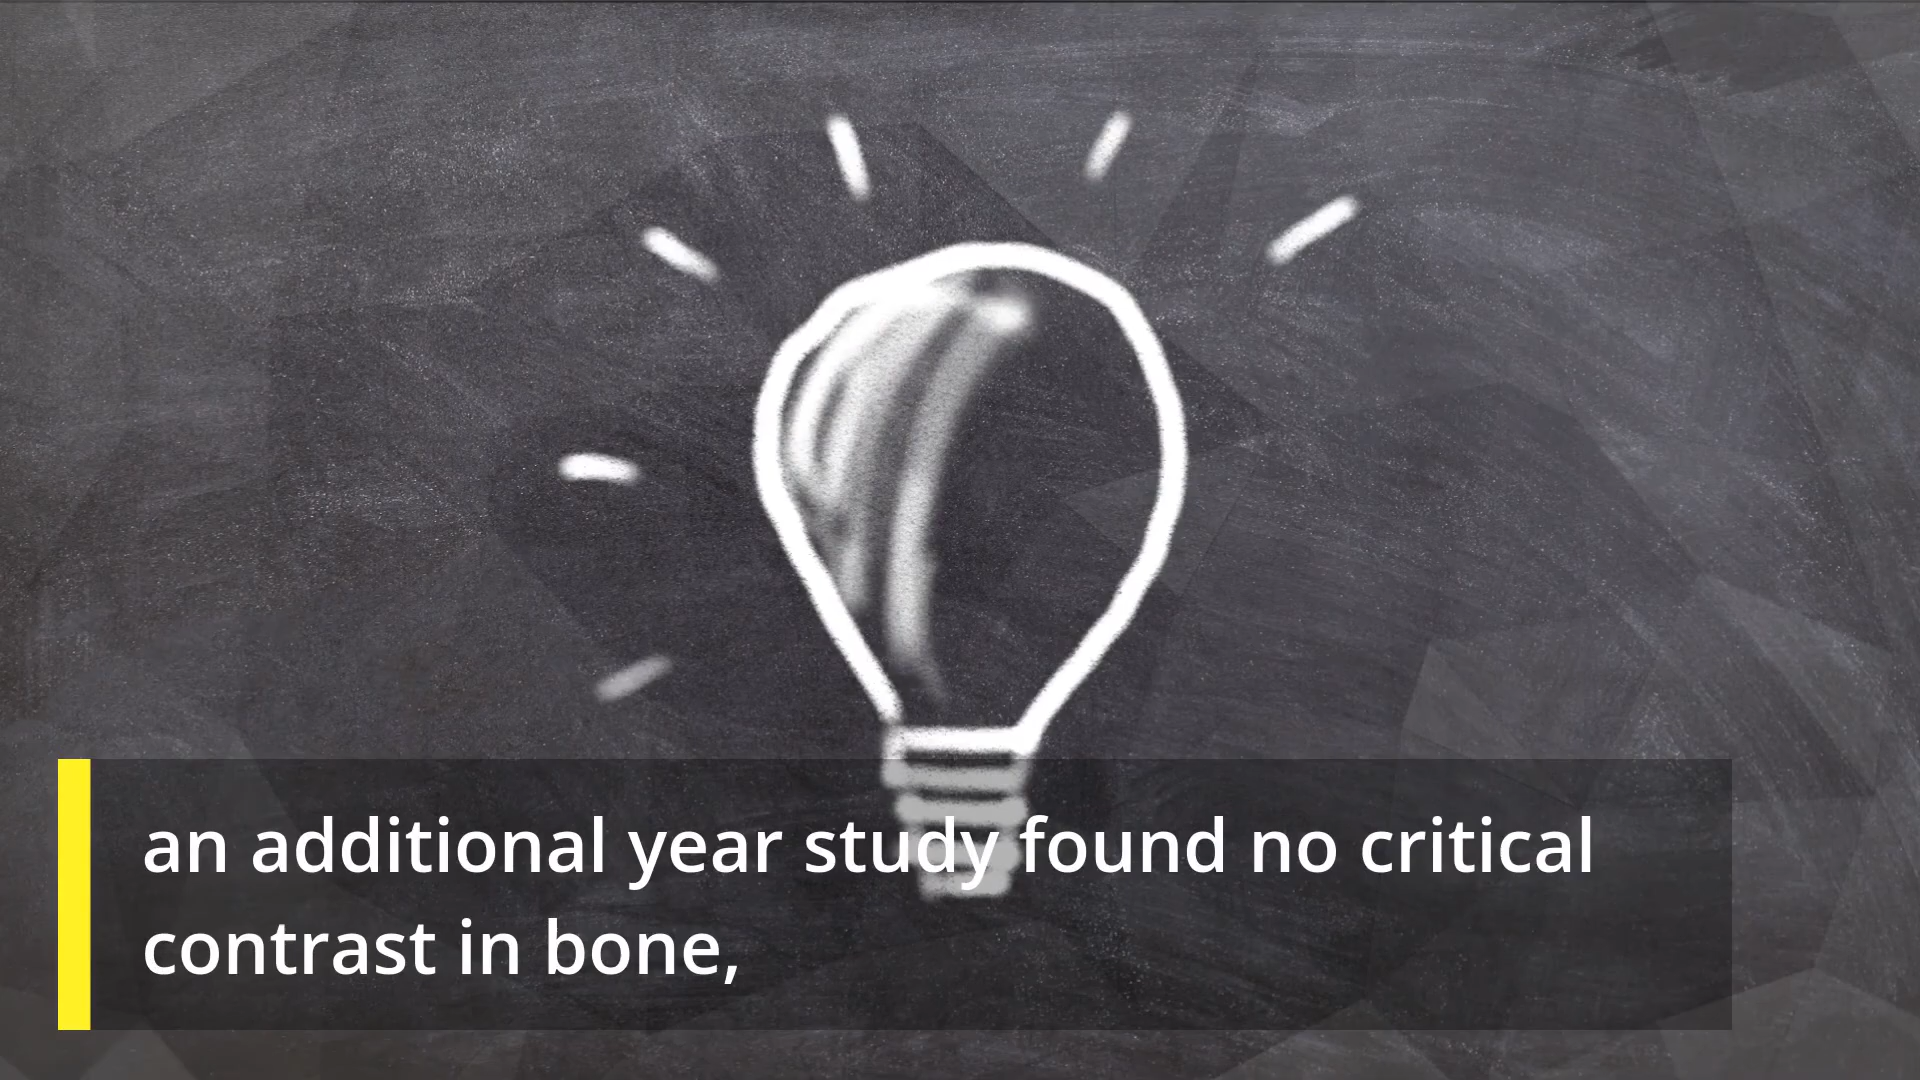 an additional year study found no critical
contrast in bone,